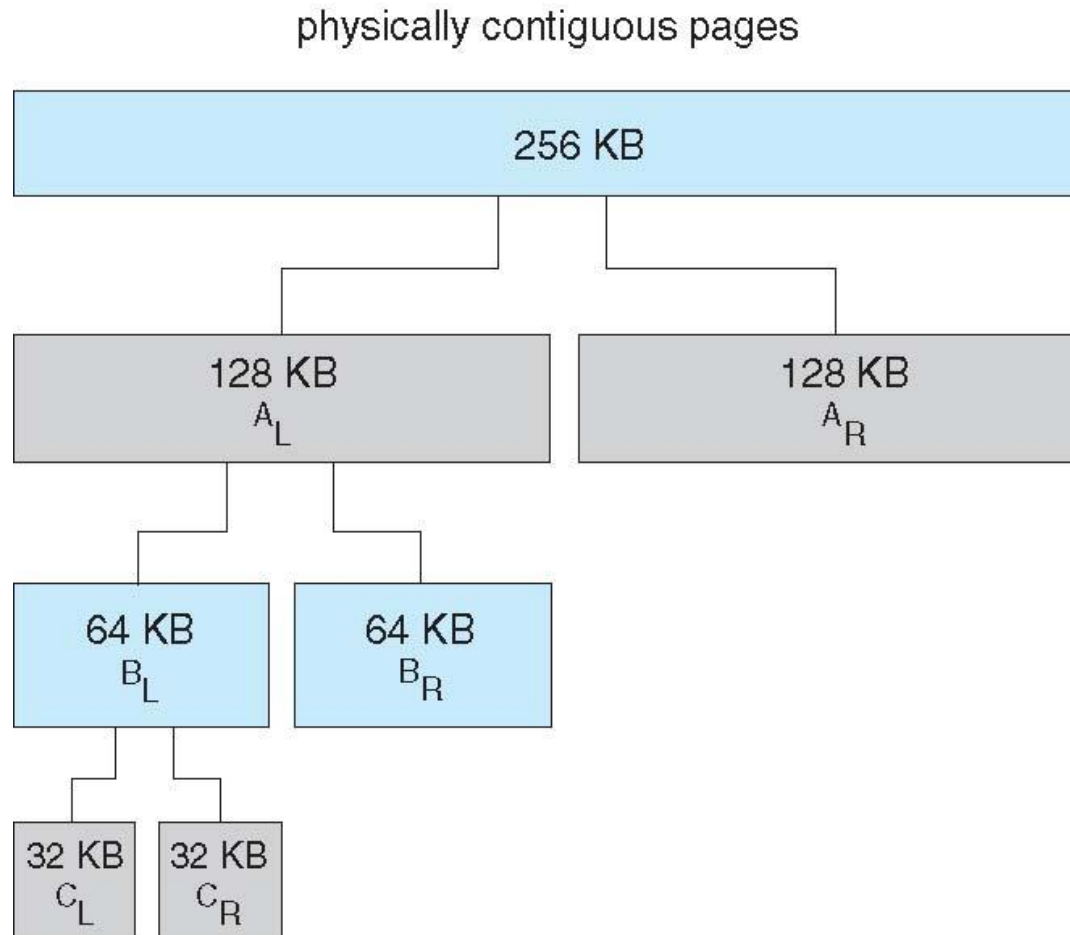 physically contiguous pages
256 KB
128 KB
A_L
128 KB
A_R
64 KB
B_L
64 KB
B_R
32 KB
C_L
32 KB
C_R